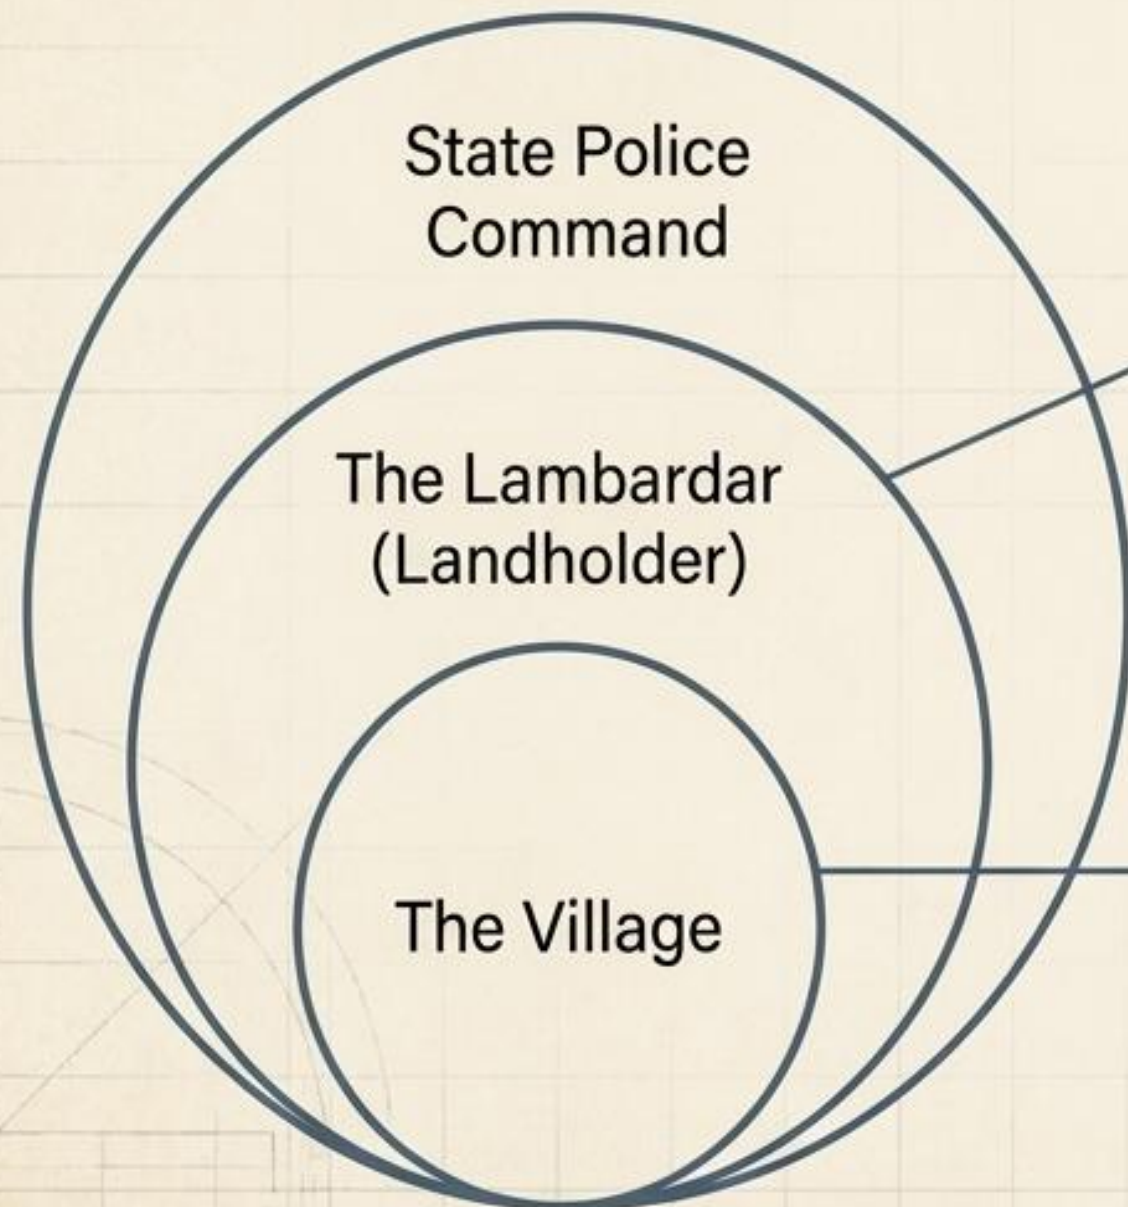 State Police
Command
The Lambardar
(Landholder)
The Village